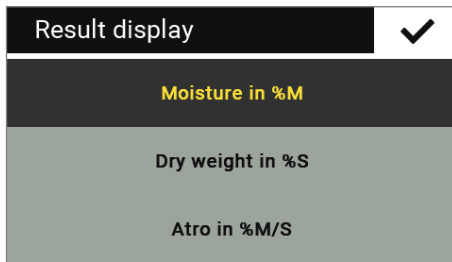 Result display
Moisture in %M
Dry weight in %S
Atro in %M/S